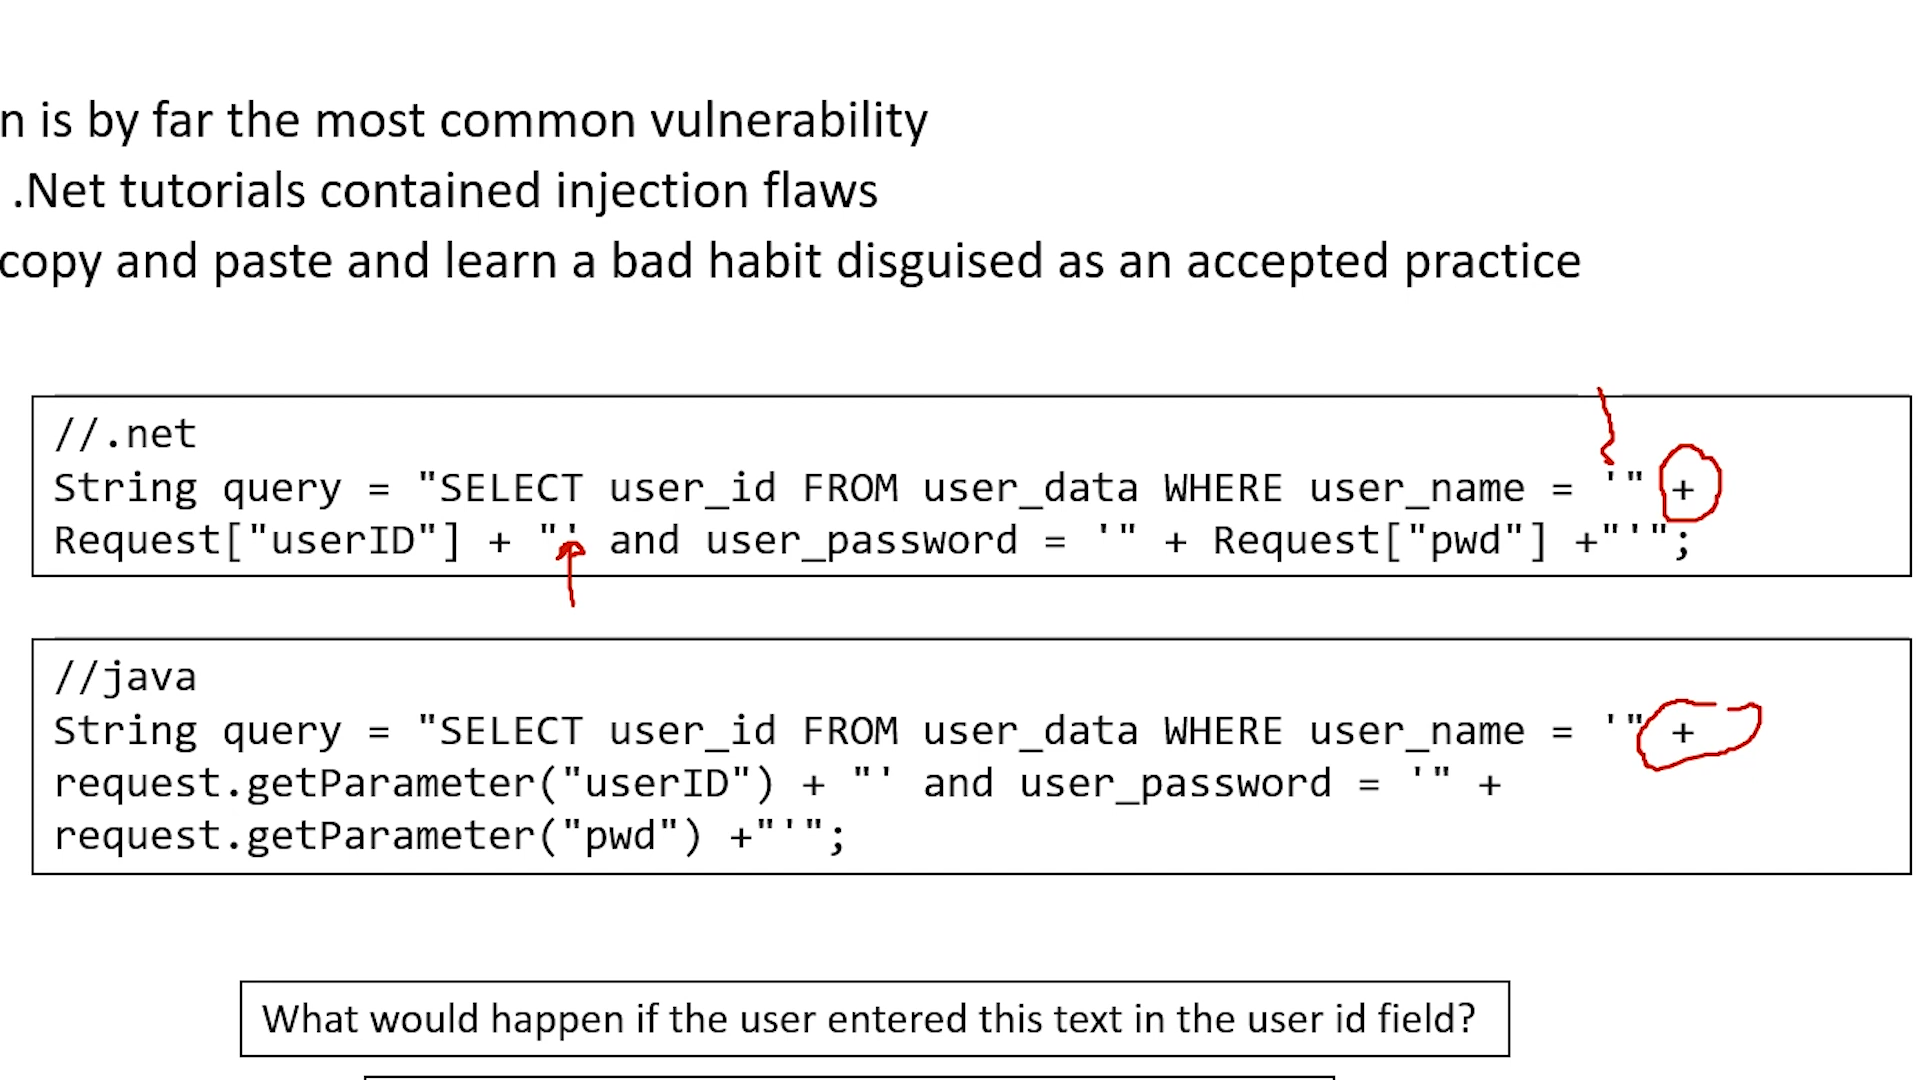 n is by far the most common vulnerability
.Net tutorials contained injection flaws
copy and paste and learn a bad habit disguised as an accepted practice
//.net
String query = "SELECT user_id FROM user_data WHERE user_name = '" +
Request["userID"] + "' and user_password = '" + Request["pwd"] +"'";
//java
String query = "SELECT user_id FROM user_data WHERE user_name = '" +
request.getParameter("userID") + "' and user_password = '" +
request.getParameter("pwd") +"'";
What would happen if the user entered this text in the user id field?